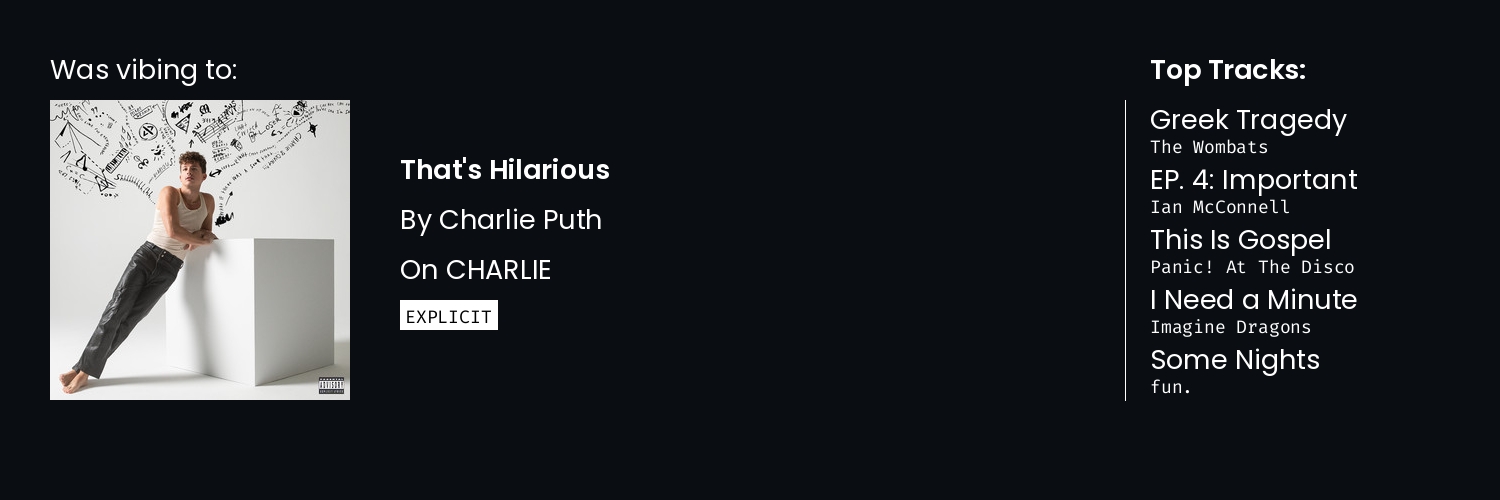 Was vibing to:
That's Hilarious
By Charlie Puth
On CHARLIE
EXPLICIT
Top Tracks:
Greek Tragedy
The Wombats
EP. 4: Important
Ian McConnell
This Is Gospel
Panic! At The Disco
I Need a Minute
Imagine Dragons
Some Nights
fun.